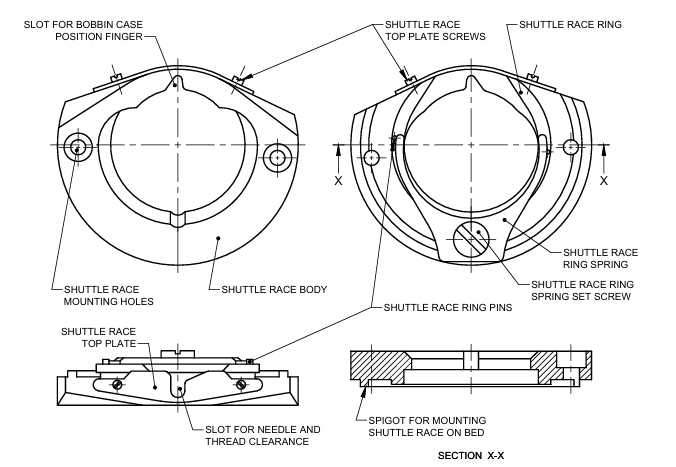 SLOT FOR BOBBIN CASE
POSITION FINGER
SHUTTLE RACE
TOP PLATE SCREWS
SHUTTLE RACE RING
X
X
SHUTTLE RACE
MOUNTING HOLES
SHUTTLE RACE BODY
SHUTTLE RACE
RING SPRING
SHUTTLE RACE RING
SPRING SET SCREW
SHUTTLE RACE RING PINS
SHUTTLE RACE
TOP PLATE
SLOT FOR NEEDLE AND
THREAD CLEARANCE
SPIGOT FOR MOUNTING
SHUTTLE RACE ON BED
SECTION X-X